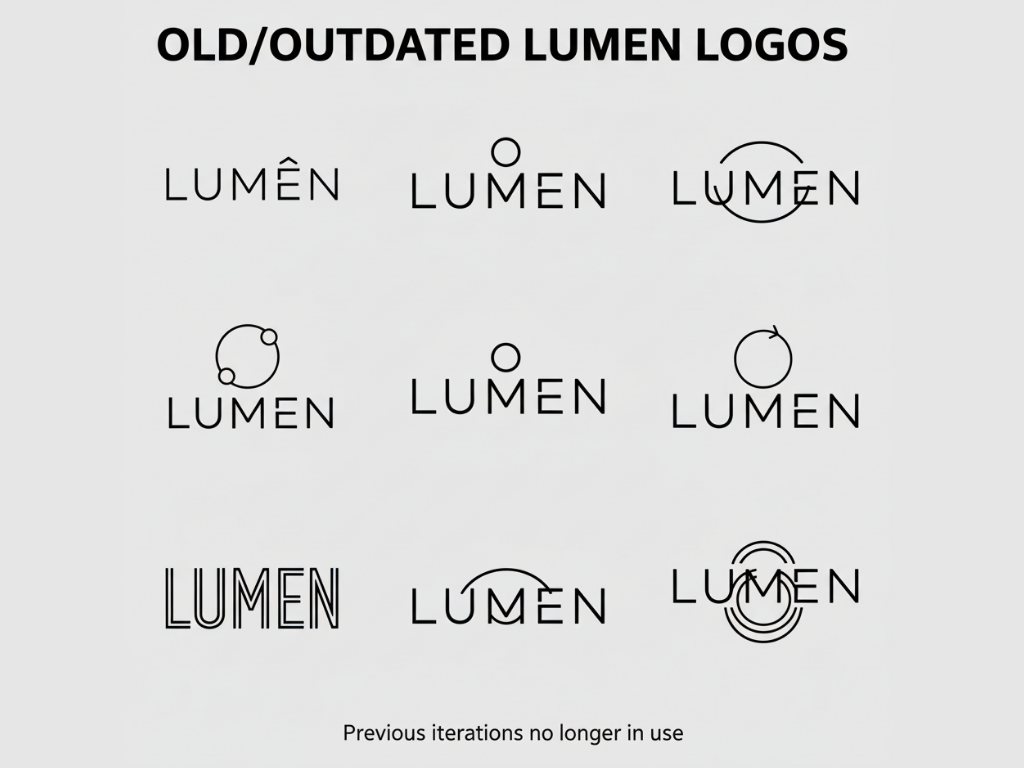 OLD/OUTDATED LUMEN LOGOS
LUMÊN LUMEN LUMEN
LUMEN LUMEN LUMEN
LUMEN LUMEN LUMEN
Previous iterations no longer in use